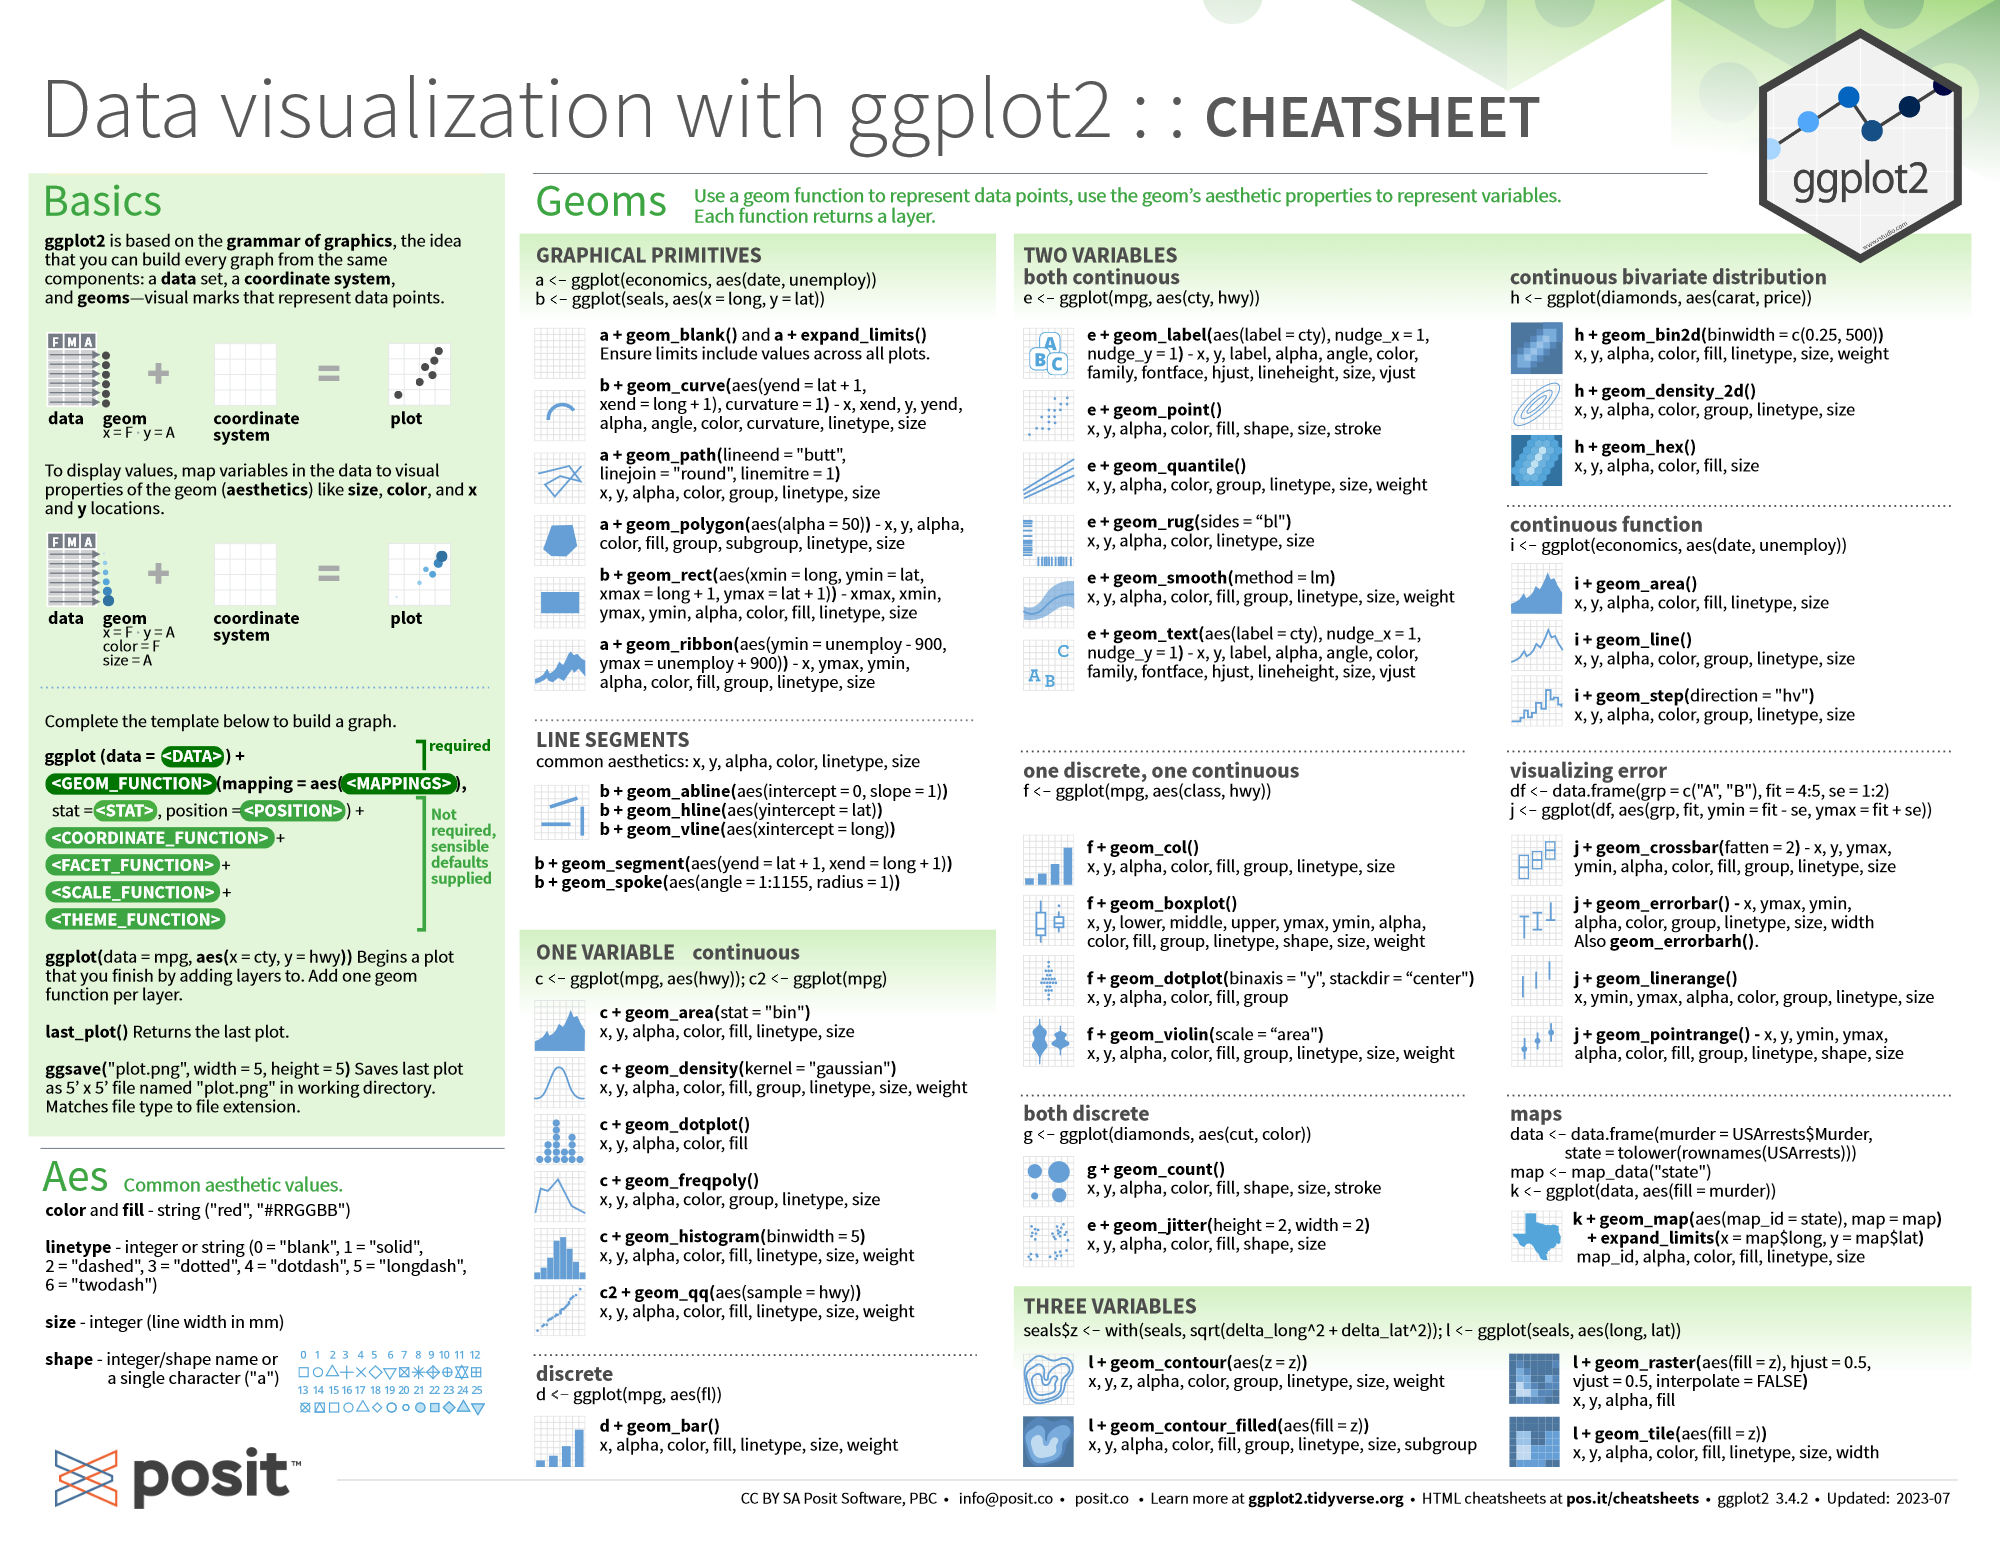 Data visualization with ggplot2 : : CHEATSHEET
ggplot2
www.rstudio.com
Basics
ggplot2 is based on the grammar of graphics, the idea
that you can build every graph from the same
components: a data set, a coordinate system,
and geoms—visual marks that represent data points.
F M A
data
geom
x = F · y = A
coordinate
system
plot
To display values, map variables in the data to visual
properties of the geom (aesthetics) like size, color, and x
and y locations.
F M A
data
geom
x = F · y = A
color = F
size = A
coordinate
system
plot
Complete the template below to build a graph.
required
ggplot (data = <DATA>) +
<GEOM_FUNCTION>(mapping = aes(<MAPPINGS>),
stat = <STAT>, position = <POSITION>) +
<COORDINATE_FUNCTION> +
<FACET_FUNCTION> +
<SCALE_FUNCTION> +
<THEME_FUNCTION>
Not
required,
sensible
defaults
supplied
ggplot(data = mpg, aes(x = cty, y = hwy)) Begins a plot
that you finish by adding layers to. Add one geom
function per layer.
last_plot() Returns the last plot.
ggsave("plot.png", width = 5, height = 5) Saves last plot
as 5’ x 5’ file named "plot.png" in working directory.
Matches file type to file extension.
Aes Common aesthetic values.
color and fill - string ("red", "#RRGGBB")
linetype - integer or string (0 = "blank", 1 = "solid",
2 = "dashed", 3 = "dotted", 4 = "dotdash", 5 = "longdash",
6 = "twodash")
size - integer (line width in mm)
shape - integer/shape name or
a single character ("a")
0 1 2 3 4 5 6 7 8 9 10 11 12
13 14 15 16 17 18 19 20 21 22 23 24 25
posit™
Geoms
Use a geom function to represent data points, use the geom’s aesthetic properties to represent variables.
Each function returns a layer.
GRAPHICAL PRIMITIVES
a <- ggplot(economics, aes(date, unemploy))
b <- ggplot(seals, aes(x = long, y = lat))
a + geom_blank() and a + expand_limits()
Ensure limits include values across all plots.
b + geom_curve(aes(yend = lat + 1,
xend = long + 1), curvature = 1) - x, xend, y, yend,
alpha, angle, color, curvature, linetype, size
a + geom_path(lineend = "butt",
linejoin = "round", linemitre = 1)
x, y, alpha, color, group, linetype, size
a + geom_polygon(aes(alpha = 50)) - x, y, alpha,
color, fill, group, subgroup, linetype, size
b + geom_rect(aes(xmin = long, ymin = lat,
xmax = long + 1, ymax = lat + 1)) - xmax, xmin,
ymax, ymin, alpha, color, fill, linetype, size
a + geom_ribbon(aes(ymin = unemploy - 900,
ymax = unemploy + 900)) - x, ymax, ymin,
alpha, color, fill, group, linetype, size
LINE SEGMENTS
common aesthetics: x, y, alpha, color, linetype, size
b + geom_abline(aes(intercept = 0, slope = 1))
b + geom_hline(aes(yintercept = lat))
b + geom_vline(aes(xintercept = long))
b + geom_segment(aes(yend = lat + 1, xend = long + 1))
b + geom_spoke(aes(angle = 1:1155, radius = 1))
ONE VARIABLE continuous
c <- ggplot(mpg, aes(hwy)); c2 <- ggplot(mpg)
c + geom_area(stat = "bin")
x, y, alpha, color, fill, linetype, size
c + geom_density(kernel = "gaussian")
x, y, alpha, color, fill, group, linetype, size, weight
c + geom_dotplot()
x, y, alpha, color, fill
c + geom_freqpoly()
x, y, alpha, color, group, linetype, size
c + geom_histogram(binwidth = 5)
x, y, alpha, color, fill, linetype, size, weight
c2 + geom_qq(aes(sample = hwy))
x, y, alpha, color, fill, linetype, size, weight
discrete
d <- ggplot(mpg, aes(fl))
d + geom_bar()
x, alpha, color, fill, linetype, size, weight
TWO VARIABLES
both continuous
e <- ggplot(mpg, aes(cty, hwy))
A
B C
e + geom_label(aes(label = cty), nudge_x = 1,
nudge_y = 1) - x, y, label, alpha, angle, color,
family, fontface, hjust, lineheight, size, vjust
e + geom_point()
x, y, alpha, color, fill, shape, size, stroke
e + geom_quantile()
x, y, alpha, color, group, linetype, size, weight
e + geom_rug(sides = “bl")
x, y, alpha, color, linetype, size
e + geom_smooth(method = lm)
x, y, alpha, color, fill, group, linetype, size, weight
C
A B
e + geom_text(aes(label = cty), nudge_x = 1,
nudge_y = 1) - x, y, label, alpha, angle, color,
family, fontface, hjust, lineheight, size, vjust
one discrete, one continuous
f <- ggplot(mpg, aes(class, hwy))
f + geom_col()
x, y, alpha, color, fill, group, linetype, size
f + geom_boxplot()
x, y, lower, middle, upper, ymax, ymin, alpha,
color, fill, group, linetype, shape, size, weight
f + geom_dotplot(binaxis = "y", stackdir = “center")
x, y, alpha, color, fill, group
f + geom_violin(scale = “area")
x, y, alpha, color, fill, group, linetype, size, weight
both discrete
g <- ggplot(diamonds, aes(cut, color))
g + geom_count()
x, y, alpha, color, fill, shape, size, stroke
e + geom_jitter(height = 2, width = 2)
x, y, alpha, color, fill, shape, size
continuous bivariate distribution
h <- ggplot(diamonds, aes(carat, price))
h + geom_bin2d(binwidth = c(0.25, 500))
x, y, alpha, color, fill, linetype, size, weight
h + geom_density_2d()
x, y, alpha, color, group, linetype, size
h + geom_hex()
x, y, alpha, color, fill, size
continuous function
i <- ggplot(economics, aes(date, unemploy))
i + geom_area()
x, y, alpha, color, fill, linetype, size
i + geom_line()
x, y, alpha, color, group, linetype, size
i + geom_step(direction = "hv")
x, y, alpha, color, group, linetype, size
visualizing error
df <- data.frame(grp = c("A", "B"), fit = 4:5, se = 1:2)
j <- ggplot(df, aes(grp, fit, ymin = fit - se, ymax = fit + se))
j + geom_crossbar(fatten = 2) - x, y, ymax,
ymin, alpha, color, fill, group, linetype, size
j + geom_errorbar() - x, ymax, ymin,
alpha, color, group, linetype, size, width
Also geom_errorbarh().
j + geom_linerange()
x, ymin, ymax, alpha, color, group, linetype, size
j + geom_pointrange() - x, y, ymin, ymax,
alpha, color, fill, group, linetype, shape, size
maps
data <- data.frame(murder = USArrests$Murder,
state = tolower(rownames(USArrests)))
map <- map_data("state")
k <- ggplot(data, aes(fill = murder))
k + geom_map(aes(map_id = state), map = map)
+ expand_limits(x = map$long, y = map$lat)
map_id, alpha, color, fill, linetype, size
THREE VARIABLES
seals$z <- with(seals, sqrt(delta_long^2 + delta_lat^2)); l <- ggplot(seals, aes(long, lat))
l + geom_contour(aes(z = z))
x, y, z, alpha, color, group, linetype, size, weight
l + geom_contour_filled(aes(fill = z))
x, y, alpha, color, fill, group, linetype, size, subgroup
l + geom_raster(aes(fill = z), hjust = 0.5,
vjust = 0.5, interpolate = FALSE)
x, y, alpha, fill
l + geom_tile(aes(fill = z))
x, y, alpha, color, fill, linetype, size, width
CC BY SA Posit Software, PBC • info@posit.co • posit.co • Learn more at ggplot2.tidyverse.org • HTML cheatsheets at pos.it/cheatsheets • ggplot2 3.4.2 • Updated: 2023-07